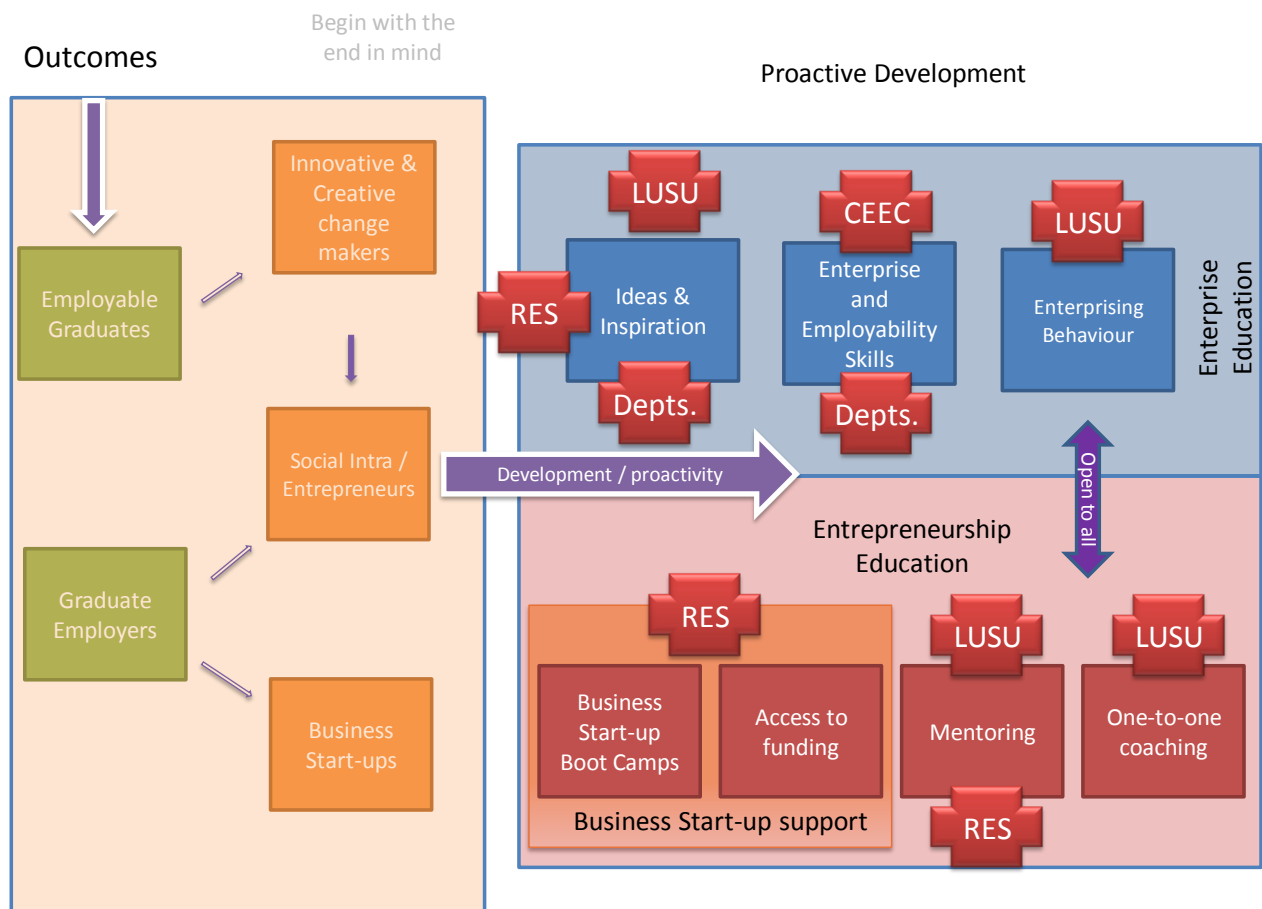 Begin with the
end in mind
Outcomes
Proactive Development
Innovative &
Creative
change
makers
Employable
Graduates
Social Intra /
Entrepreneurs
Graduate
Employers
Business
Start-ups
Development / proactivity
LUSU
CEEC
LUSU
RES
Ideas &
Inspiration
Enterprise
and
Employability
Skills
Enterprising
Behaviour
Enterprise
Education
Depts.
Depts.
Open to all
Entrepreneurship
Education
RES
LUSU
LUSU
Business
Start-up
Boot Camps
Access to
funding
Mentoring
One-to-one
coaching
Business Start-up support
RES